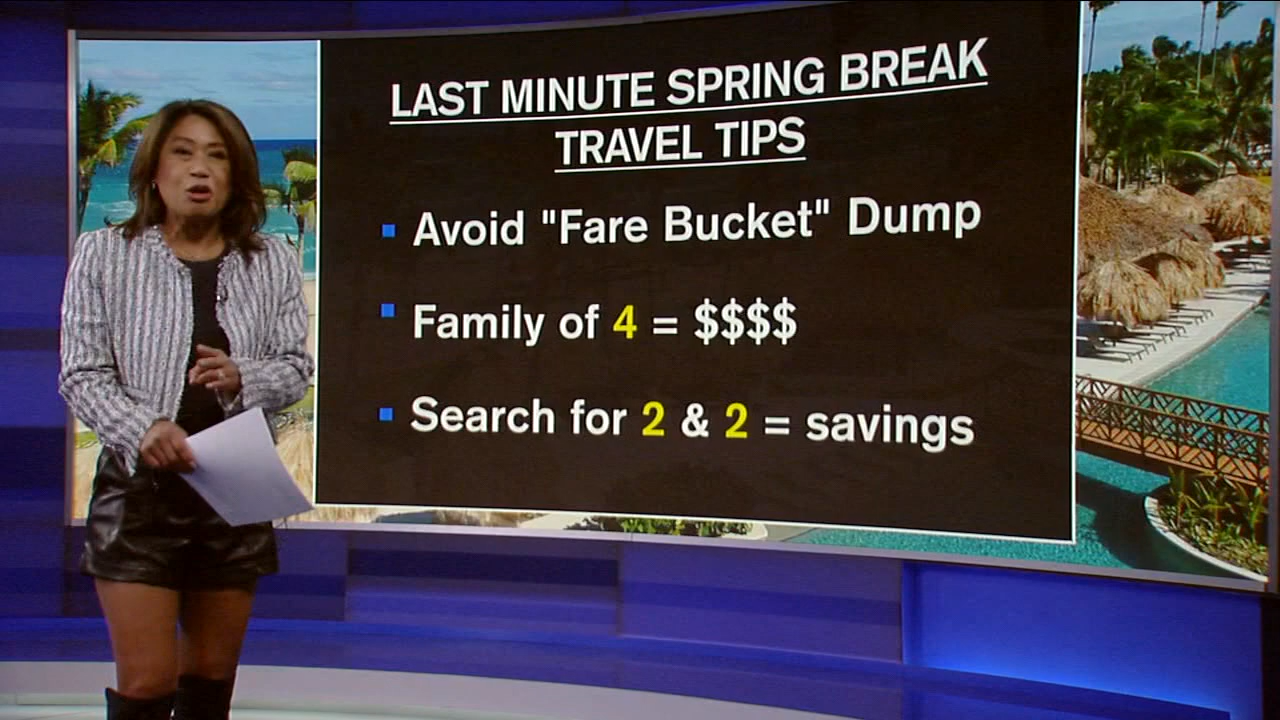 LAST MINUTE SPRING BREAK
TRAVEL TIPS
Avoid "Fare Bucket" Dump
Family of 4 = $$$$
Search for 2 & 2 = savings